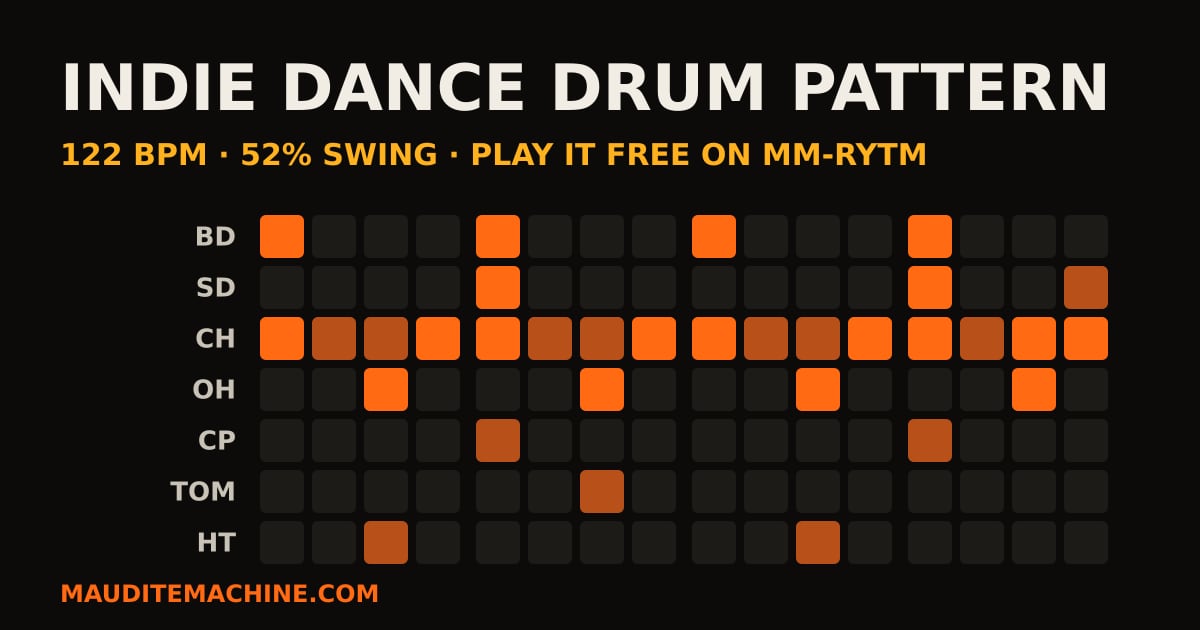 INDIE DANCE DRUM PATTERN
122 BPM · 52% SWING · PLAY IT FREE ON MM-RYTM
BD
SD
CH
OH
CP
TOM
HT
MAUDITEMACHINE.COM